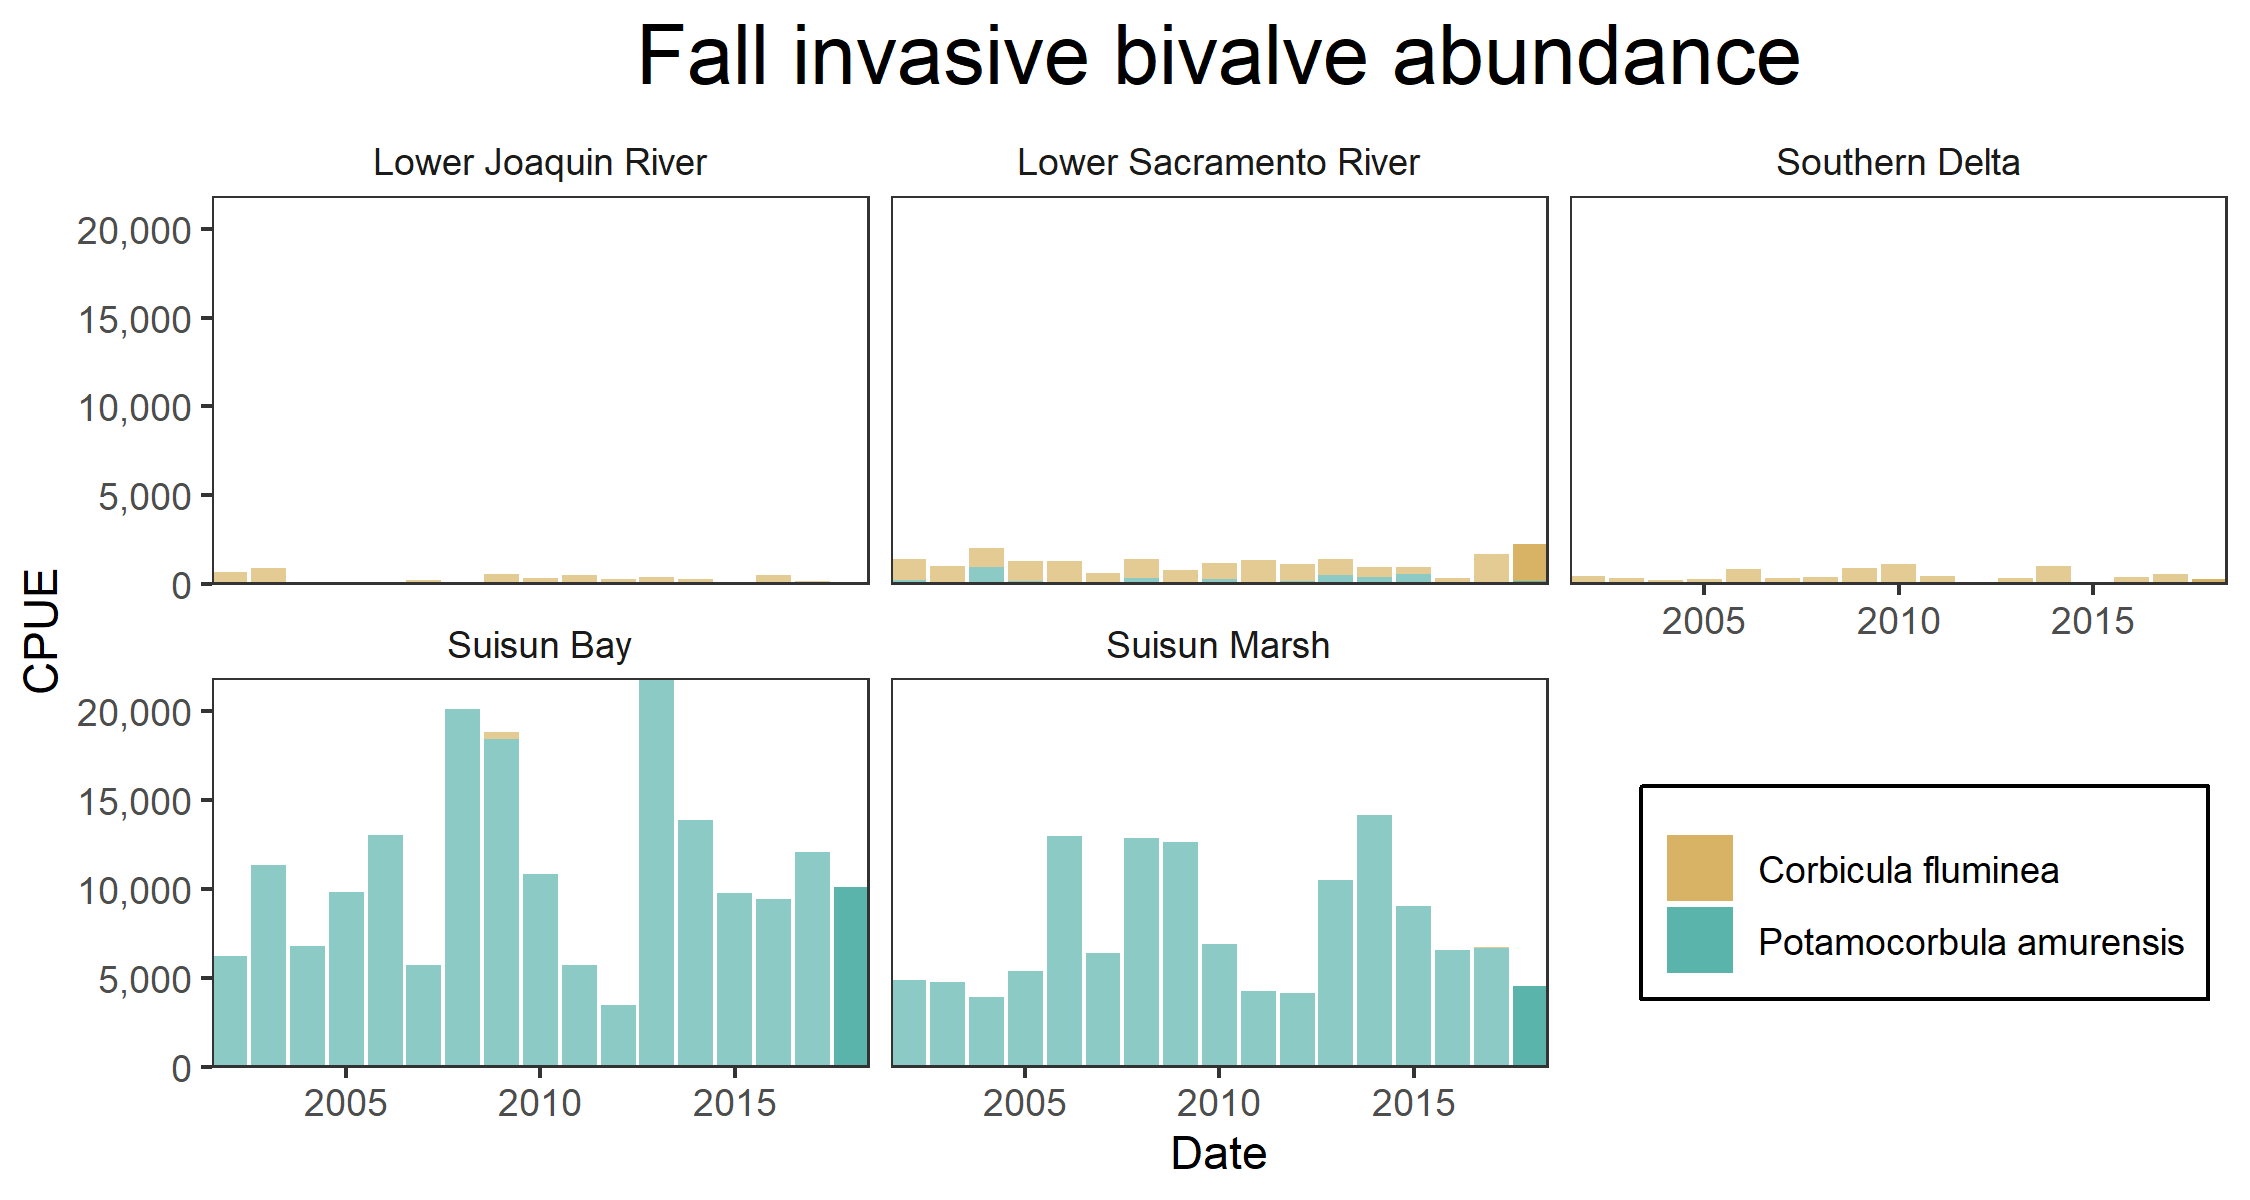 Fall invasive bivalve abundance
Lower Joaquin River
Lower Sacramento River
Southern Delta
20,000
15,000
10,000
5,000
0
2005
2010
2015
CPUE
Suisun Bay
Suisun Marsh
20,000
15,000
10,000
5,000
0
2005
2010
2015
2005
2010
2015
Corbicula fluminea
Potamocorbula amurensis
Date